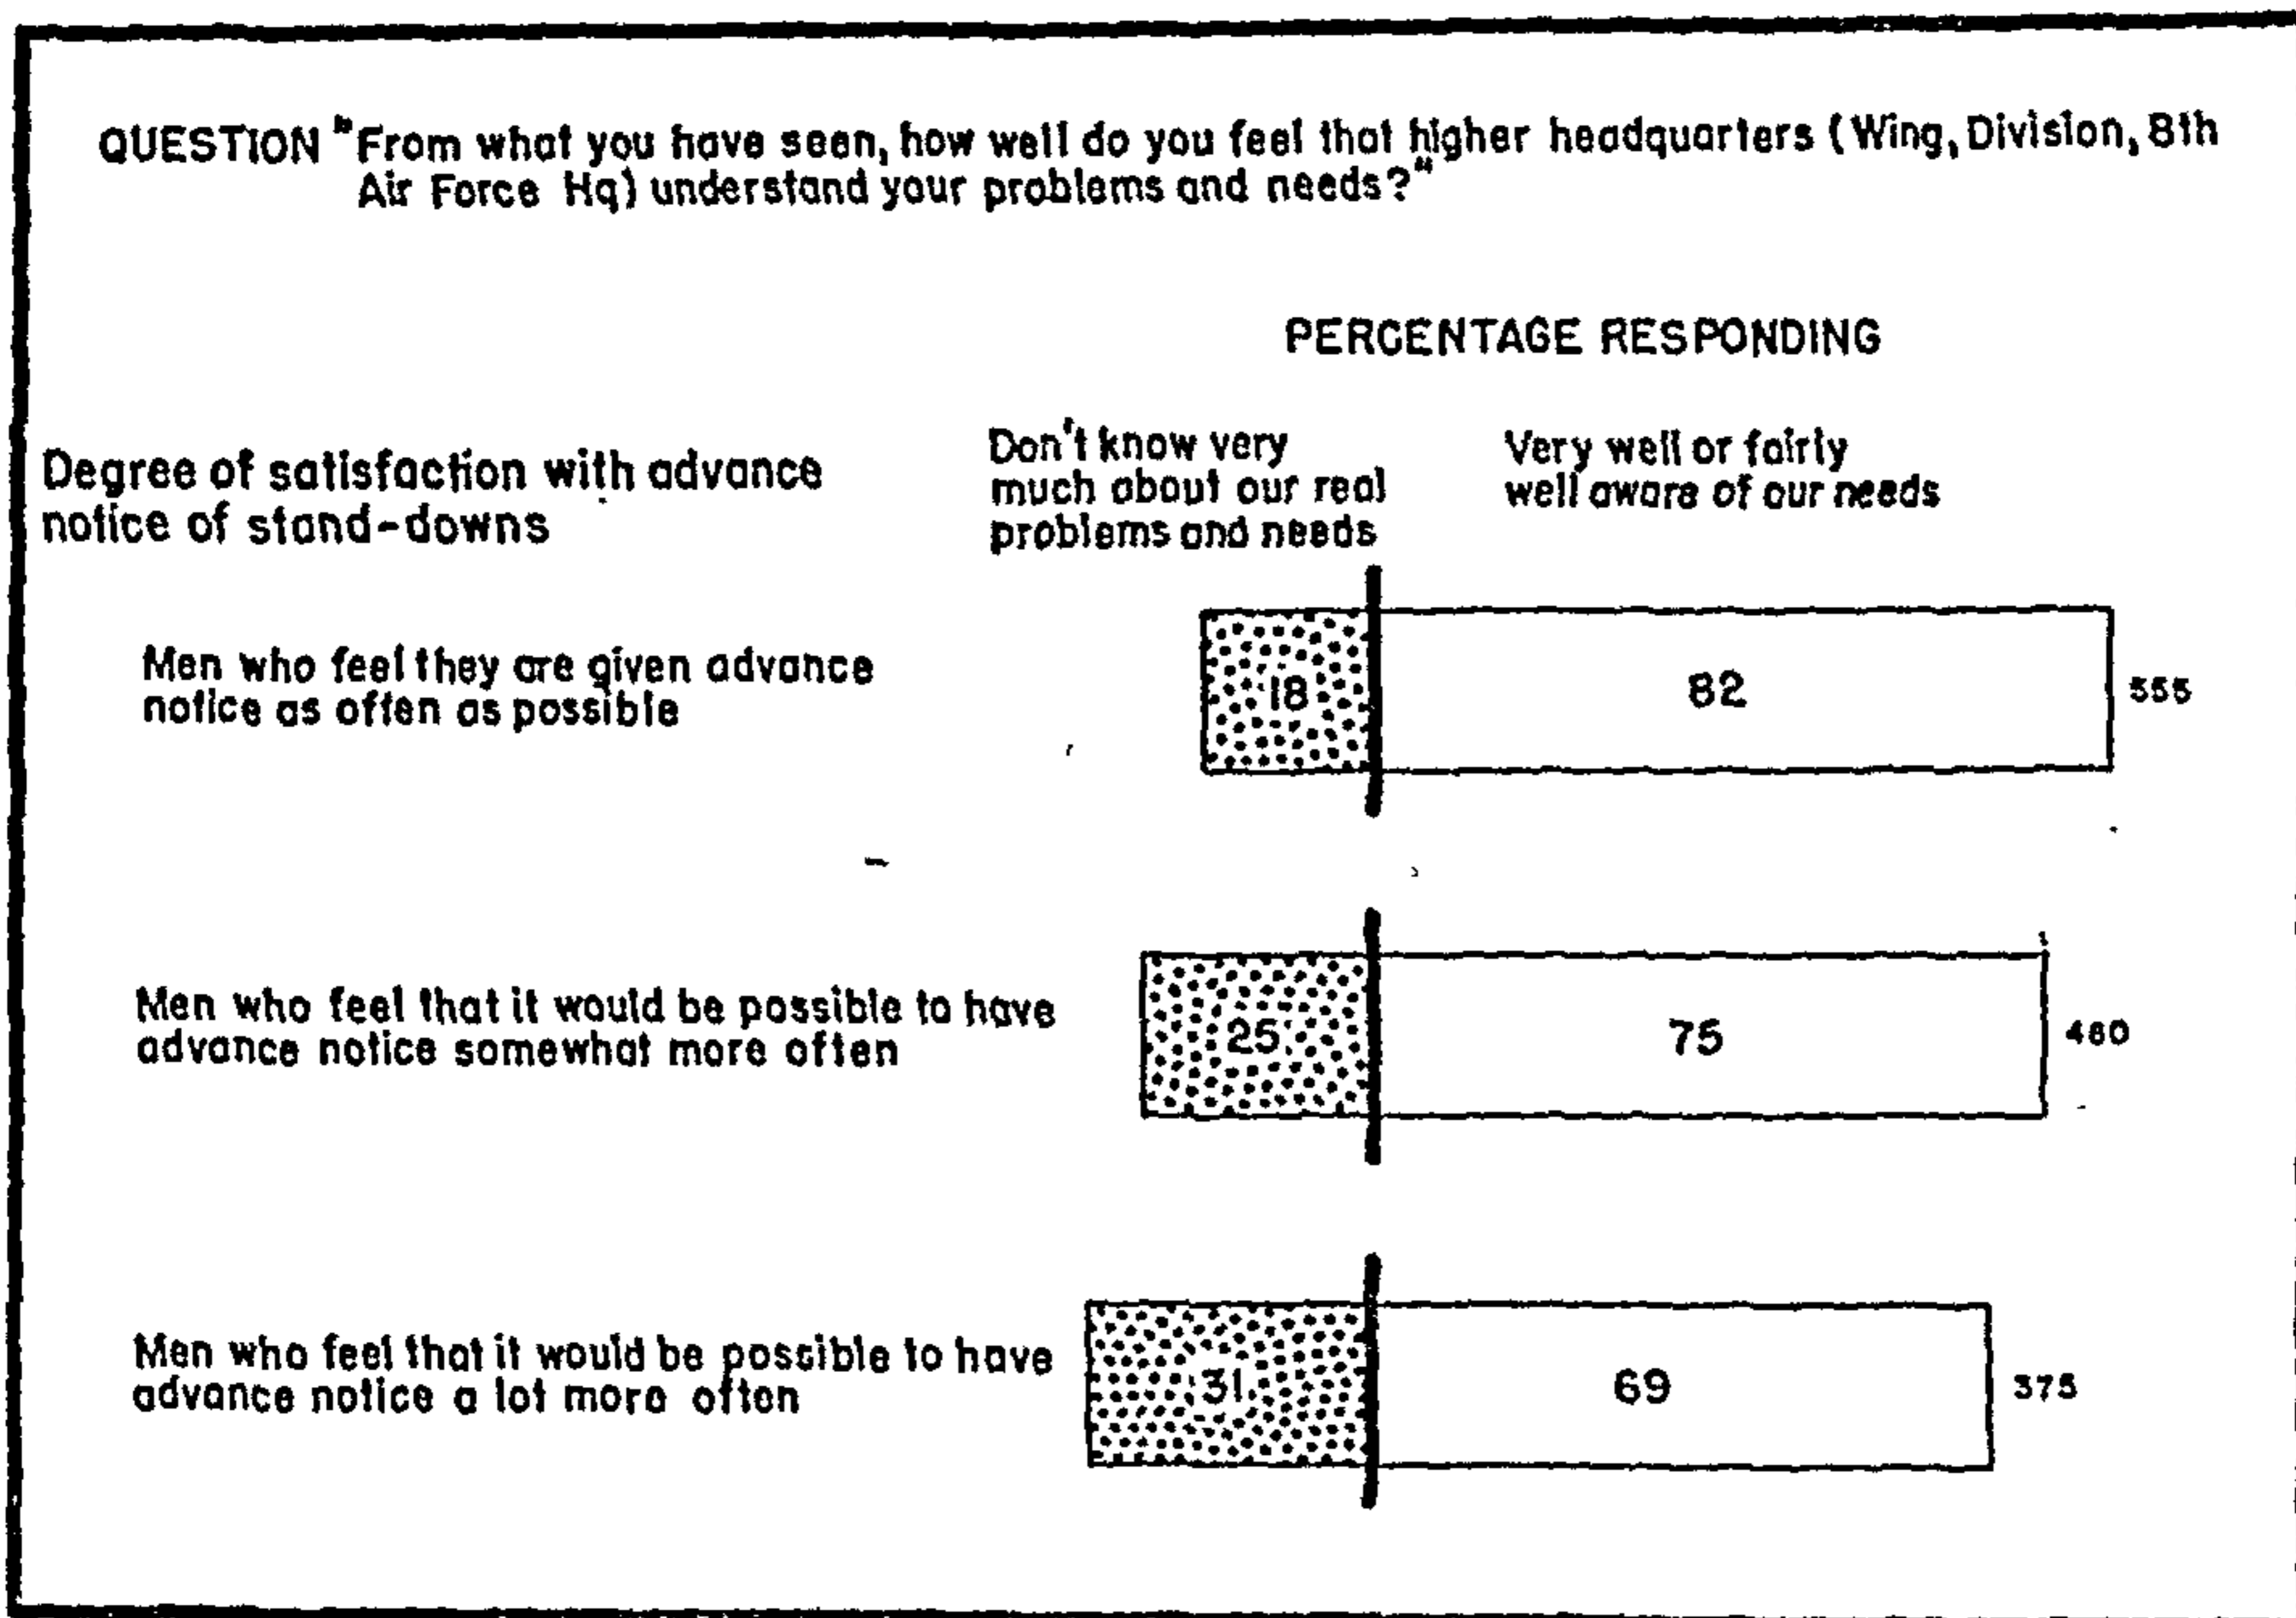 QUESTION "From what you have seen, how well do you feel that higher headquarters (Wing, Division, 8th
Air Force Hq) understand your problems and needs?"
PERCENTAGE RESPONDING
Degree of satisfaction with advance
notice of stand-downs
Don't know very
much about our real
problems and needs
Very well or fairly
well aware of our needs
Men who feel they are given advance
notice as often as possible
18
82
555
Men who feel that it would be possible to have
advance notice somewhat more often
25
75
460
Men who feel that it would be possible to have
advance notice a lot more often
31
69
375